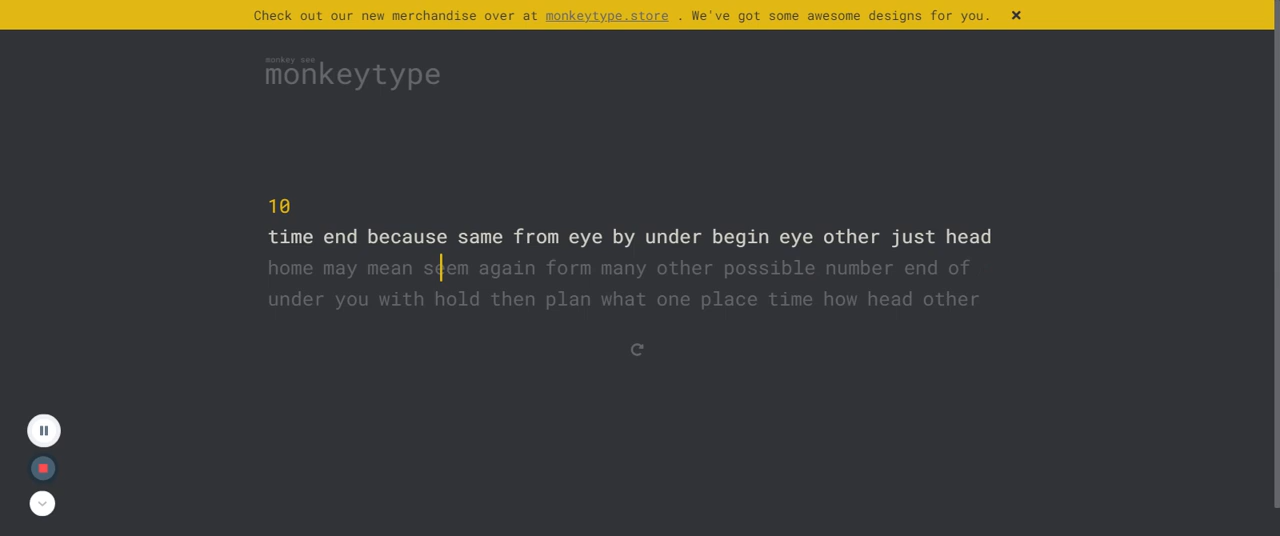 Check out our new merchandise over at monkeytype.store . We've got some awesome designs for you.
monkey see
monkeytype
10
time end because same from eye by under begin eye other just head
home may mean seem again form many other possible number end of
under you with hold then plan what one place time how head other